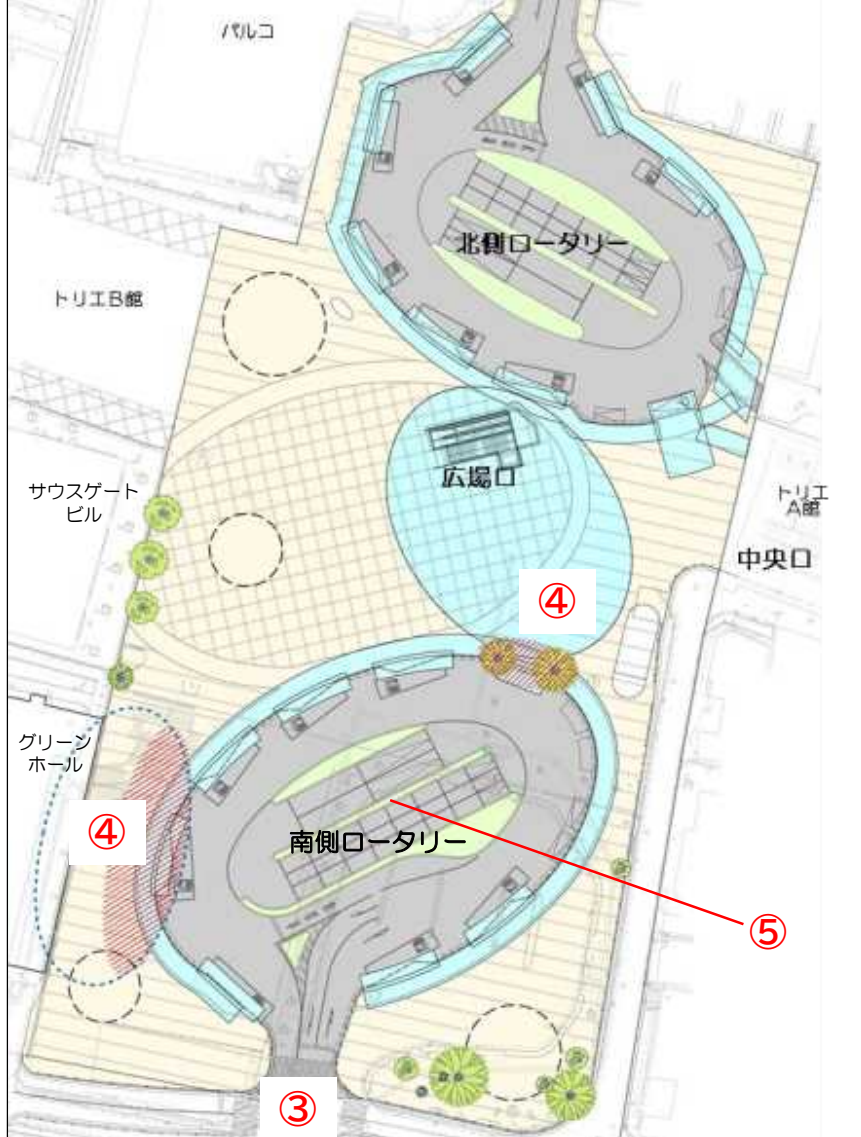 パルコ
北側ロータリー
トリエB館
サウスゲート
ビル
広場口
トリエ
A館
中央口
④
グリーン
ホール
④
南側ロータリー
⑤
③